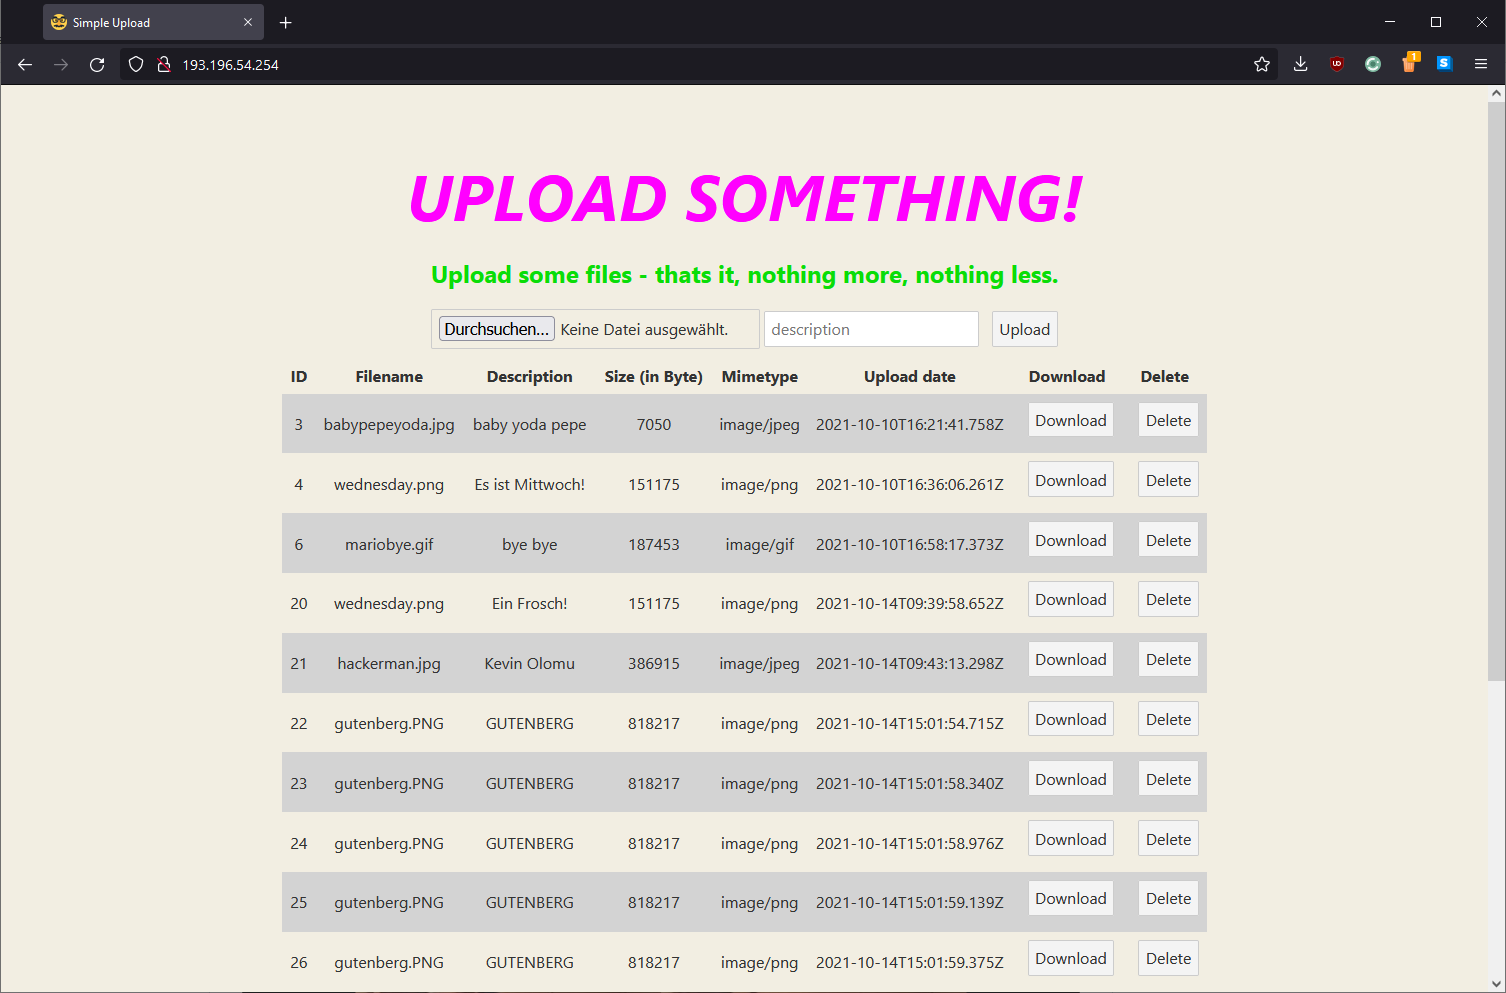 Simple Upload
193.196.54.254
1
S
UPLOAD SOMETHING!
Upload some files - thats it, nothing more, nothing less.
Durchsuchen... Keine Datei ausgewählt. description Upload
ID Filename Description Size (in Byte) Mimetype Upload date Download Delete
3 babypepeyoda.jpg baby yoda pepe 7050 image/jpeg 2021-10-10T16:21:41.758Z Download Delete
4 wednesday.png Es ist Mittwoch! 151175 image/png 2021-10-10T16:36:06.261Z Download Delete
6 mariobye.gif bye bye 187453 image/gif 2021-10-10T16:58:17.373Z Download Delete
20 wednesday.png Ein Frosch! 151175 image/png 2021-10-14T09:39:58.652Z Download Delete
21 hackerman.jpg Kevin Olomu 386915 image/jpeg 2021-10-14T09:43:13.298Z Download Delete
22 gutenberg.PNG GUTENBERG 818217 image/png 2021-10-14T15:01:54.715Z Download Delete
23 gutenberg.PNG GUTENBERG 818217 image/png 2021-10-14T15:01:58.340Z Download Delete
24 gutenberg.PNG GUTENBERG 818217 image/png 2021-10-14T15:01:58.976Z Download Delete
25 gutenberg.PNG GUTENBERG 818217 image/png 2021-10-14T15:01:59.139Z Download Delete
26 gutenberg.PNG GUTENBERG 818217 image/png 2021-10-14T15:01:59.375Z Download Delete